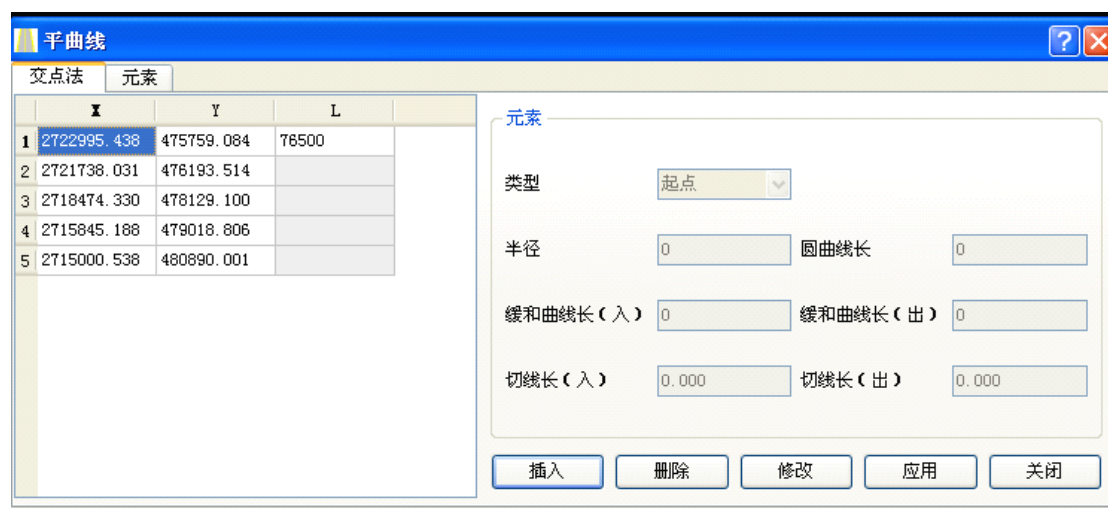 平曲线
交点法 元素
X Y L
1 2722995.438 475759.084 76500
2 2721738.031 476193.514
3 2718474.330 478129.100
4 2715845.188 479018.806
5 2715000.538 480890.001
元素
类型 起点
半径 0 圆曲线长 0
缓和曲线长(入) 0 缓和曲线长(出) 0
切线长(入) 0.000 切线长(出) 0.000
插入 删除 修改 应用 关闭